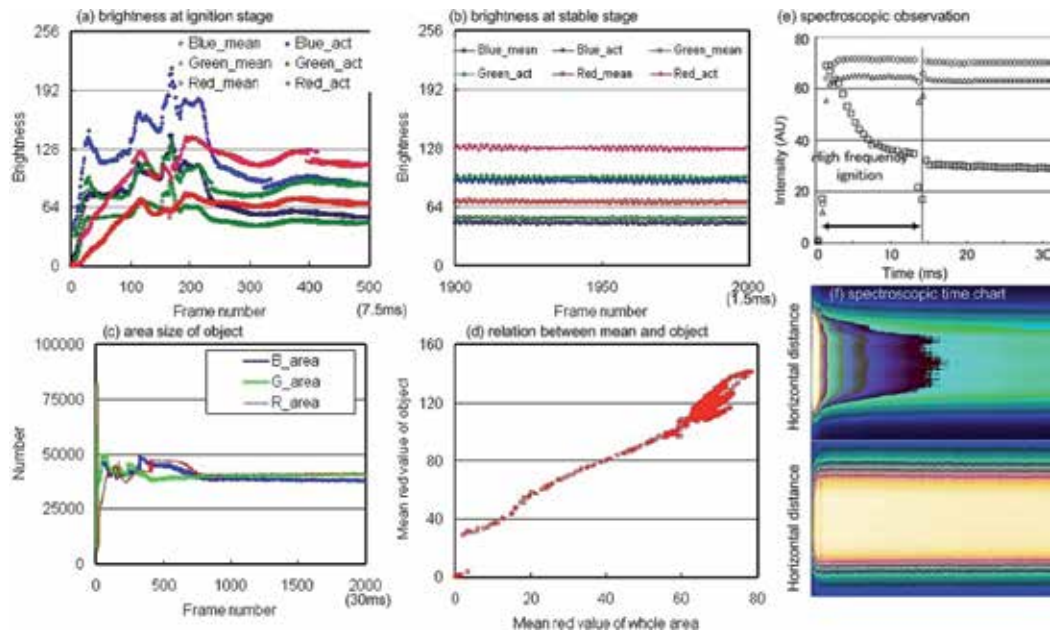 (a) brightness at ignition stage
256
192
128
64
0
Brightness
Blue_mean
Blue_act
Green_mean
Green_act
Red_mean
Red_act
0
100
200
300
400
500
Frame number
(7.5ms)
(b) brightness at stable stage
256
192
128
64
0
Brightness
Blue_mean
Blue_act
Green_mean
Green_act
Red_mean
Red_act
1900
1950
2000
Frame number
(1.5ms)
(e) spectroscopic observation
80
60
40
20
0
Intensity (AU)
High frequency
ignition
0
10
20
30
Time (ms)
(c) area size of object
100000
75000
50000
25000
0
Number
B_area
G_area
R_area
0
500
1000
1500
2000
Frame number
(30ms)
(d) relation between mean and object
160
120
80
40
0
Mean red value of object
0
20
40
60
80
Mean red value of whole area
(f) spectroscopic time chart
Horizontal distance
Horizontal distance